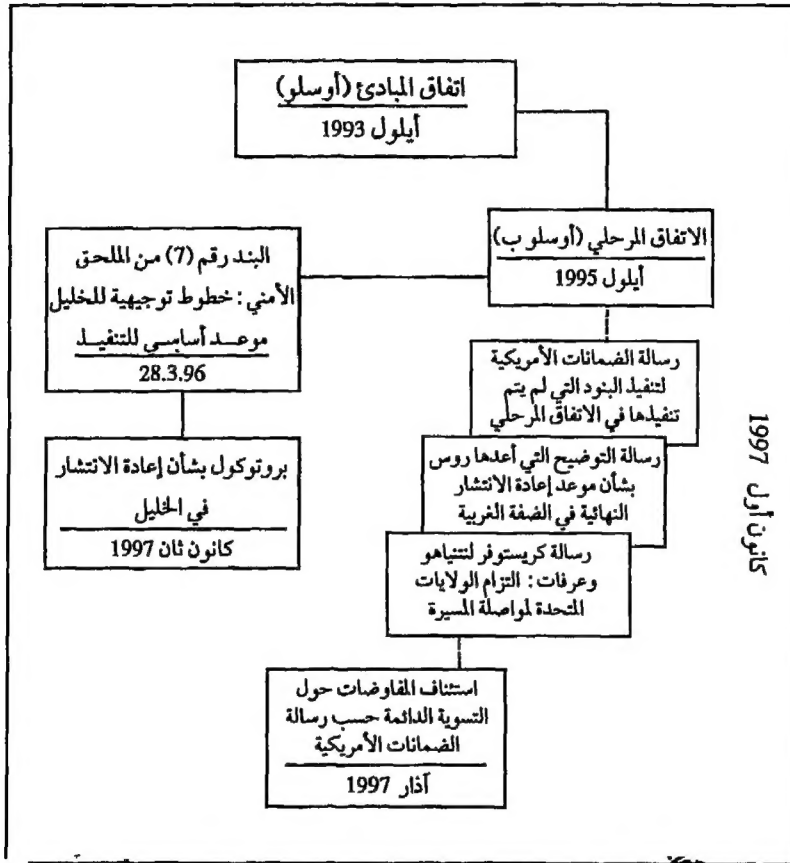 اتفاق المبادئ (أوسلو)
أيلول 1993
الاتفاق المرحلي (أوسلو ب)
أيلول 1995
البند رقم (7) من الملحق
الأمني : خطوط توجيهية للخليل
موعـد أساسـي للتنفيـذ
28.3.96
بروتوكول بشأن إعادة الانتشار
في الخليل
كانون ثان 1997
رسالة الضمانات الأمريكية
لتنفيذ البنود التي لم يتم
تنفيذها في الاتفاق المرحلي
رسالة التوضيح التي أعدها روس
بشأن موعد إعادة الانتشار
النهائية في الضفة الغربية
رسالة كريستوفر لنتنياهو
وعرفات : التزام الولايات
المتحدة لمواصلة المسيرة
كانون أول 1997
استئناف المفاوضات حول
التسوية الدائمة حسب رسالة
الضمانات الأمريكية
آذار 1997